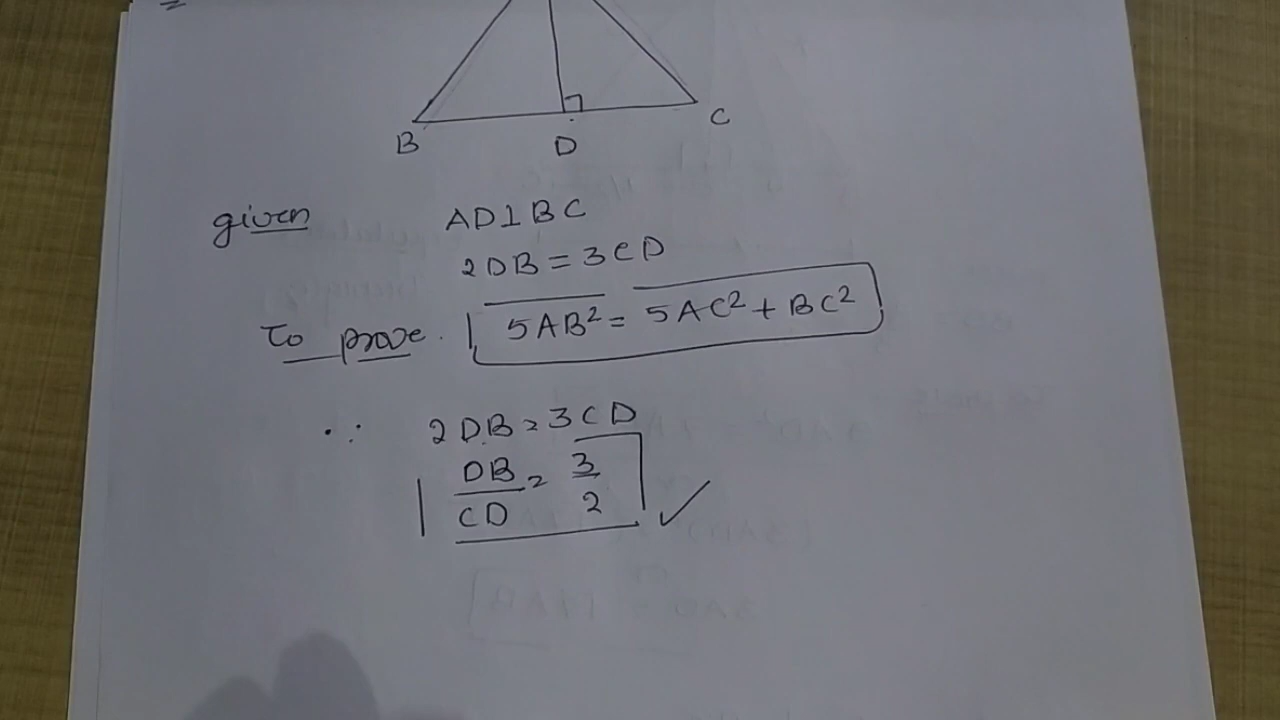 B
D
C
given AD⊥BC
2DB = 3CD
To prove. 5AB² = 5AC² + BC²
∵ 2DB = 3CD
DB/CD = 3/2 ✓